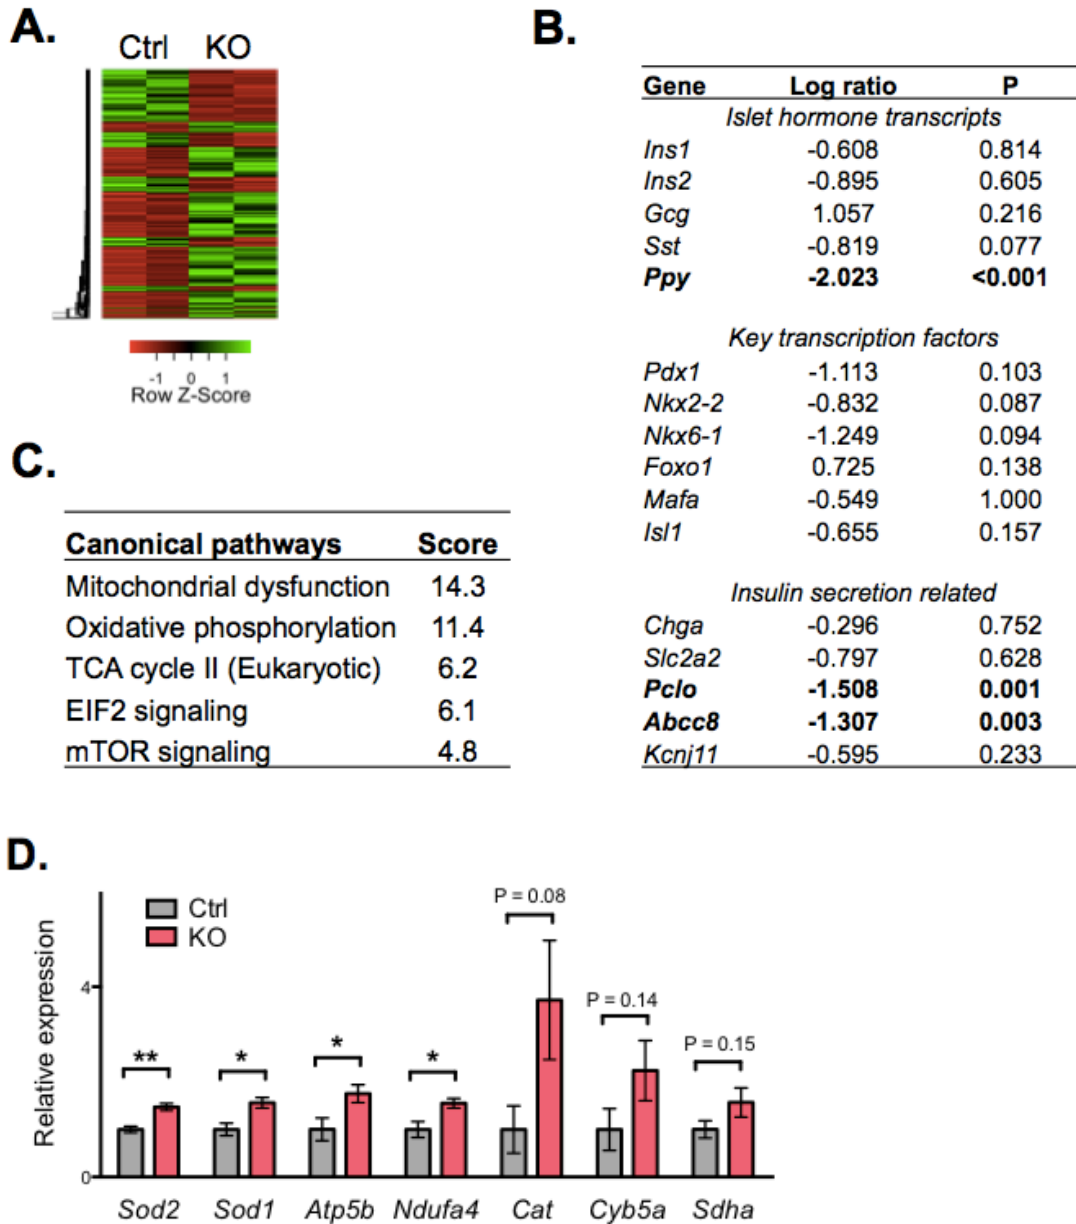 A.
Ctrl KO
-1 0 1
Row Z-Score
B.
Gene Log ratio P
Islet hormone transcripts
Ins1 -0.608 0.814
Ins2 -0.895 0.605
Gcg 1.057 0.216
Sst -0.819 0.077
Ppy -2.023 <0.001
Key transcription factors
Pdx1 -1.113 0.103
Nkx2-2 -0.832 0.087
Nkx6-1 -1.249 0.094
Foxo1 0.725 0.138
Mafa -0.549 1.000
Isl1 -0.655 0.157
Insulin secretion related
Chga -0.296 0.752
Slc2a2 -0.797 0.628
Pclo -1.508 0.001
Abcc8 -1.307 0.003
Kcnj11 -0.595 0.233
C.
Canonical pathways Score
Mitochondrial dysfunction 14.3
Oxidative phosphorylation 11.4
TCA cycle II (Eukaryotic) 6.2
EIF2 signaling 6.1
mTOR signaling 4.8
D.
Relative expression
4
0
Ctrl
KO
**
*
*
*
P = 0.08
P = 0.14
P = 0.15
Sod2 Sod1 Atp5b Ndufa4 Cat Cyb5a Sdha